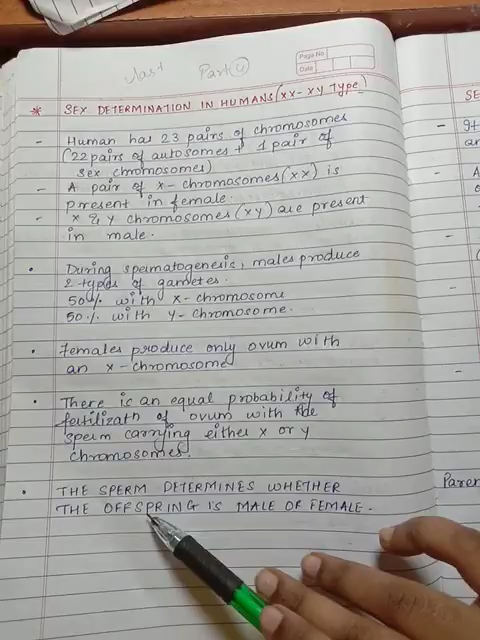 last Part 4
Page No.
Date
* SEX DETERMINATION IN HUMANS (XX-XY Type)
- Human has 23 pairs of chromosomes
(22 pairs of autosomes + 1 pair of
sex chromosomes)
- A pair of X-chromosomes (XX) is
present in female.
- X & Y chromosomes (XY) are present
in male.
• During spermatogenesis, males produce
2 types of gametes.
50% with X-chromosome
50% with Y-chromosome.
• Females produce only ovum with
an X-chromosome
• There is an equal probability of
fertilizatn of ovum with the
sperm carrying either X or Y
chromosomes.
• THE SPERM DETERMINES WHETHER
THE OFFSPRING IS MALE OF FEMALE.
SE
- It
an
- A
o
-
-
-
Paren